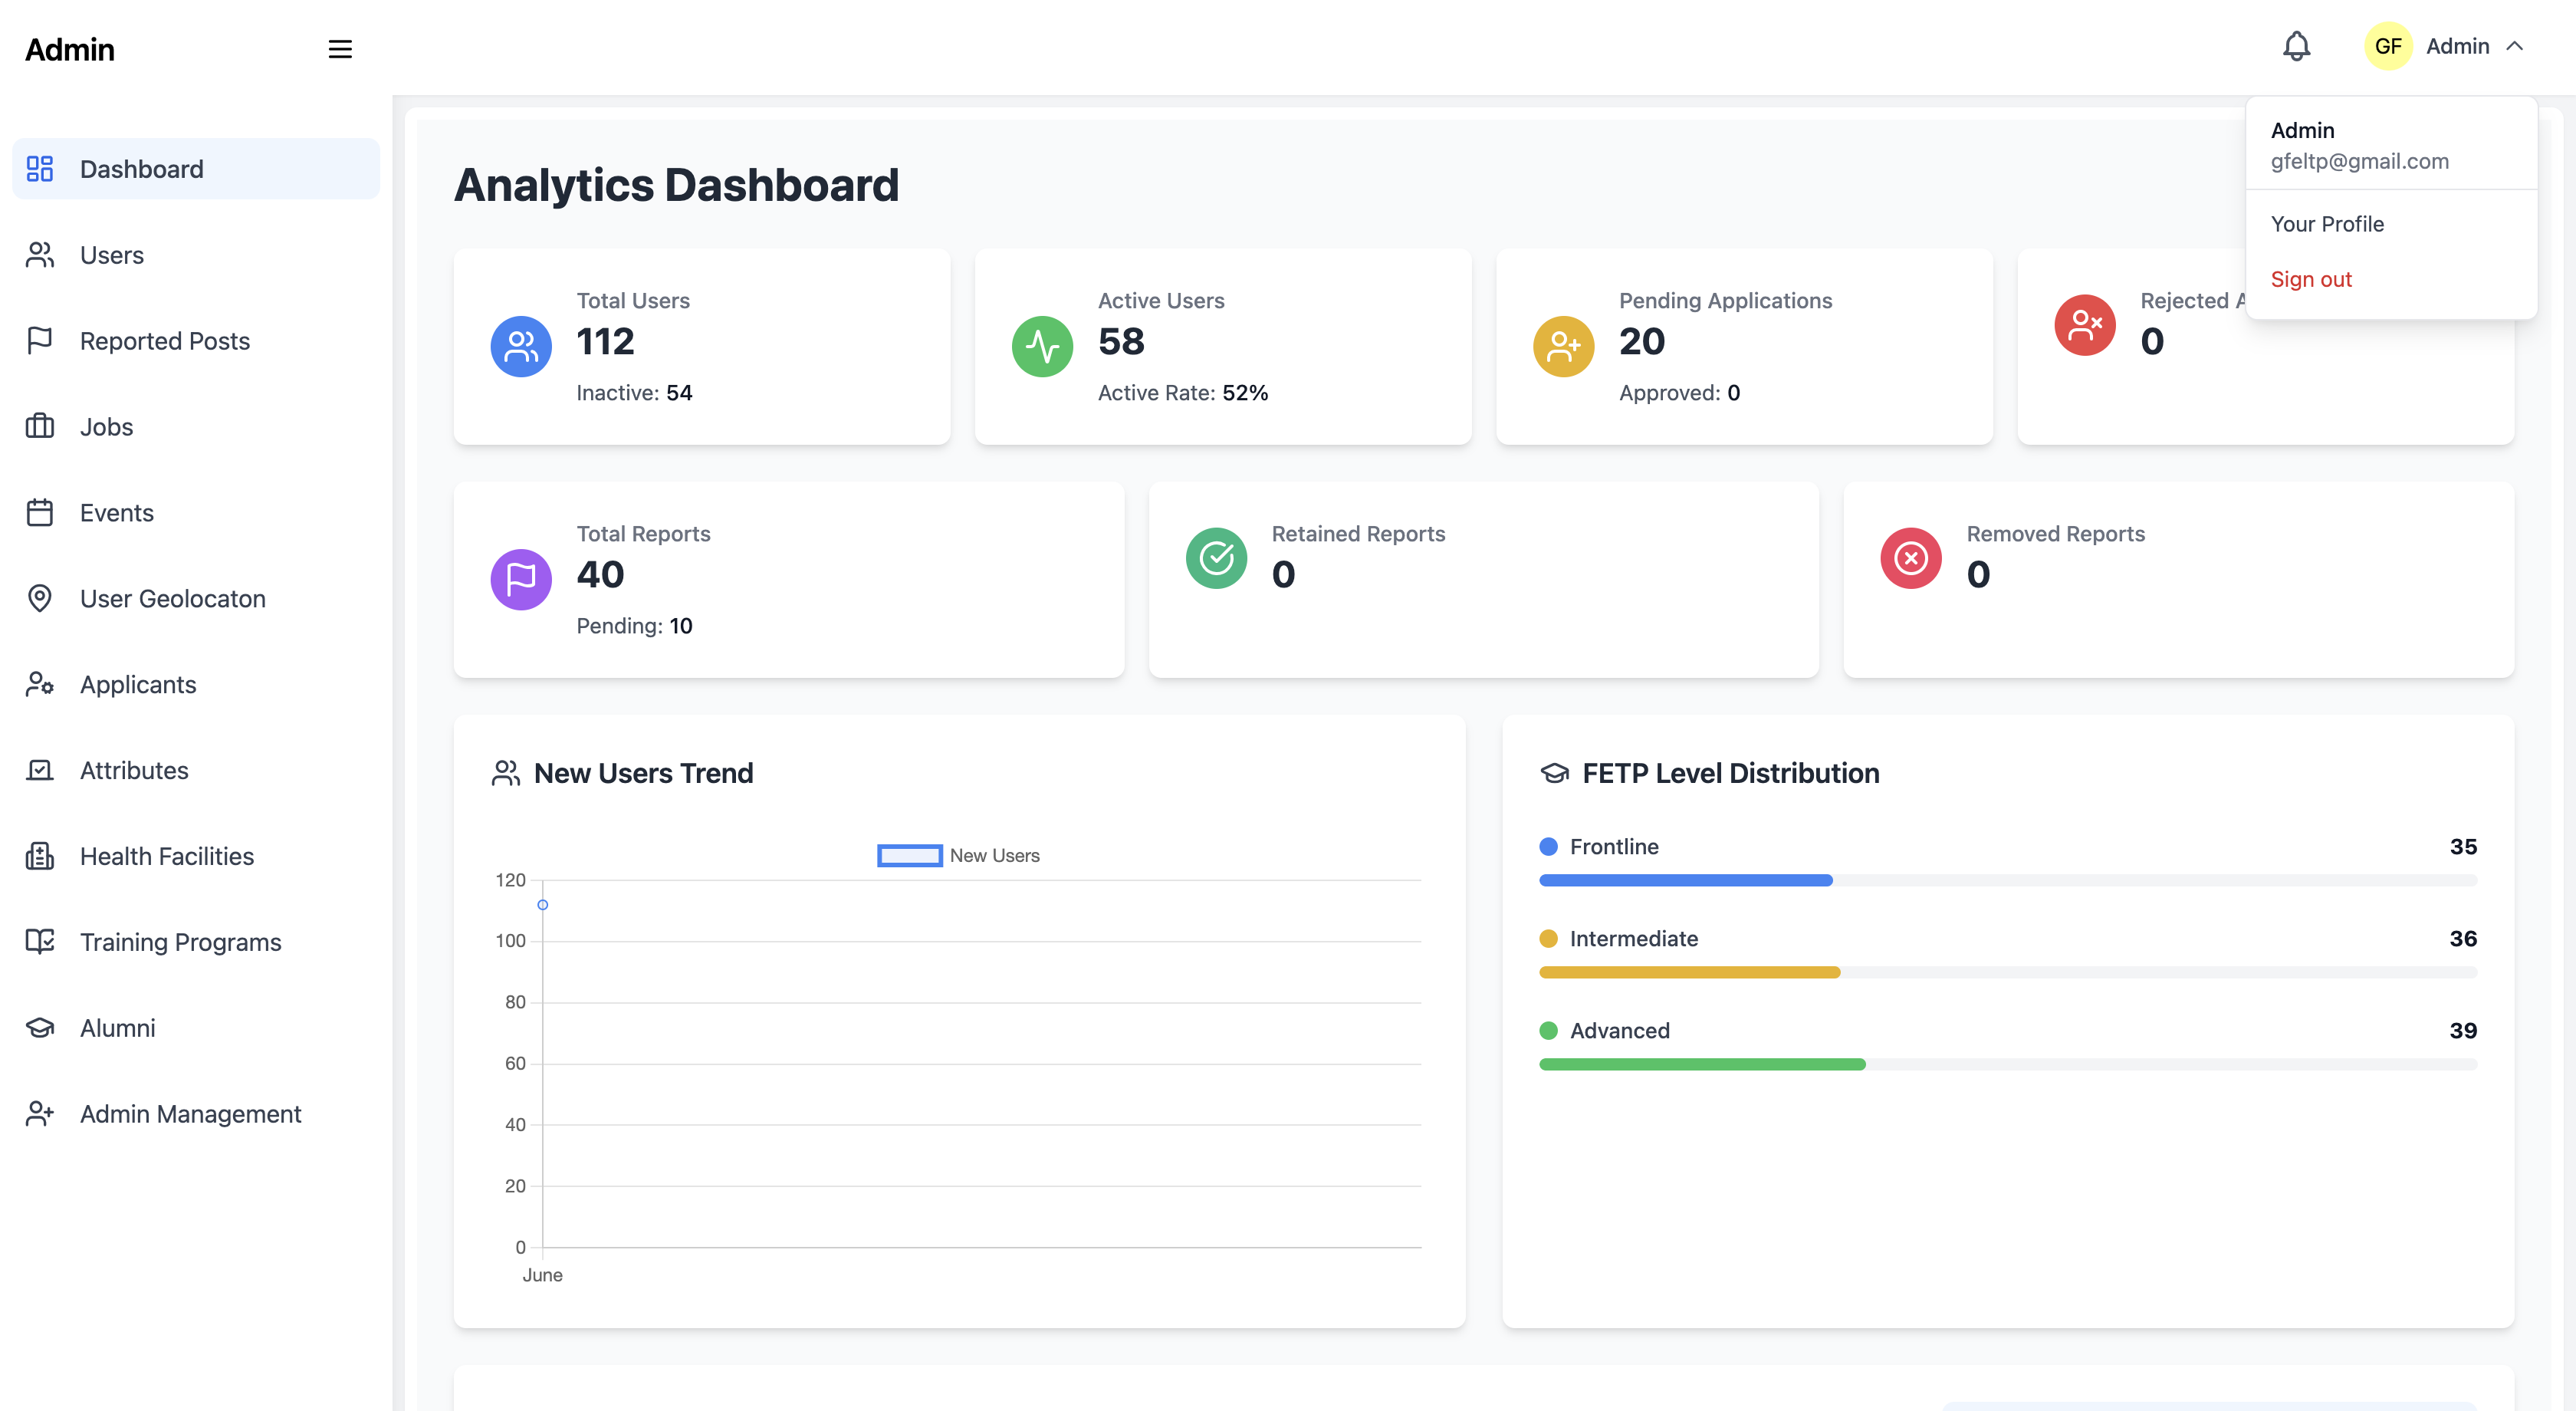 Admin
GF Admin
Admin
gfeltp@gmail.com
Your Profile
Sign out
Dashboard
Users
Reported Posts
Jobs
Events
User Geolocaton
Applicants
Attributes
Health Facilities
Training Programs
Alumni
Admin Management
Analytics Dashboard
Total Users
112
Inactive: 54
Active Users
58
Active Rate: 52%
Pending Applications
20
Approved: 0
Rejected
0
Total Reports
40
Pending: 10
Retained Reports
0
Removed Reports
0
New Users Trend
New Users
120
100
80
60
40
20
0
June
FETP Level Distribution
Frontline 35
Intermediate 36
Advanced 39